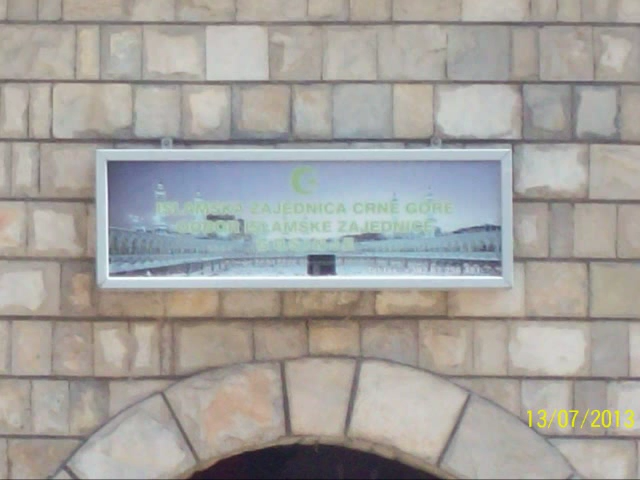 ISLAMSKA ZAJEDNICA CRNE GORE
ODBOR ISLAMSKE ZAJEDNICE
13/07/2013